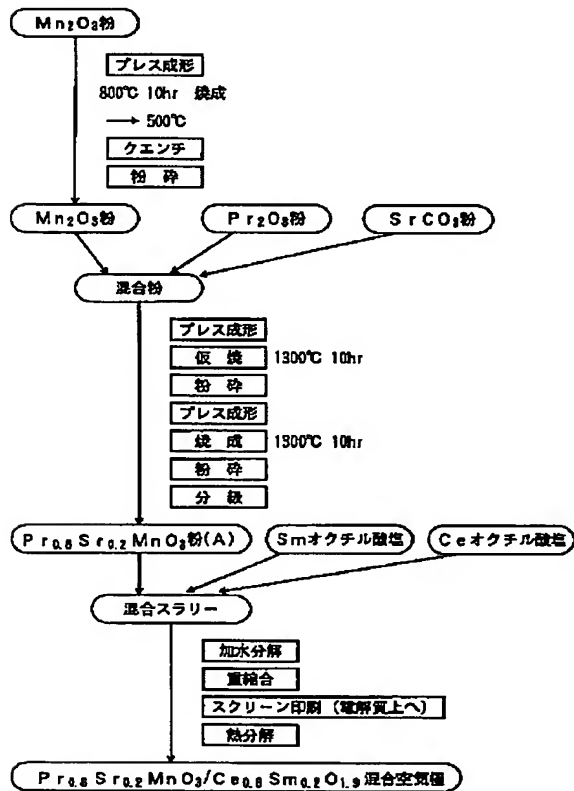 Mn₂O₃粉
プレス成形
800℃ 10hr 焼成
→ 500℃
クエンチ
粉砕
Mn₂O₃粉 Pr₂O₃粉 SrCO₃粉
混合粉
プレス成形
仮焼 1300℃ 10hr
粉砕
プレス成形
焼成 1300℃ 10hr
粉砕
分級
Pr₀.₈Sr₀.₂MnO₃粉(A) Smオクチル酸塩 Ceオクチル酸塩
混合スラリー
加水分解
重縮合
スクリーン印刷 (電解質上へ)
熱分解
Pr₀.₈Sr₀.₂MnO₃/Ce₀.₈Sm₀.₂O₁.₉混合空気極